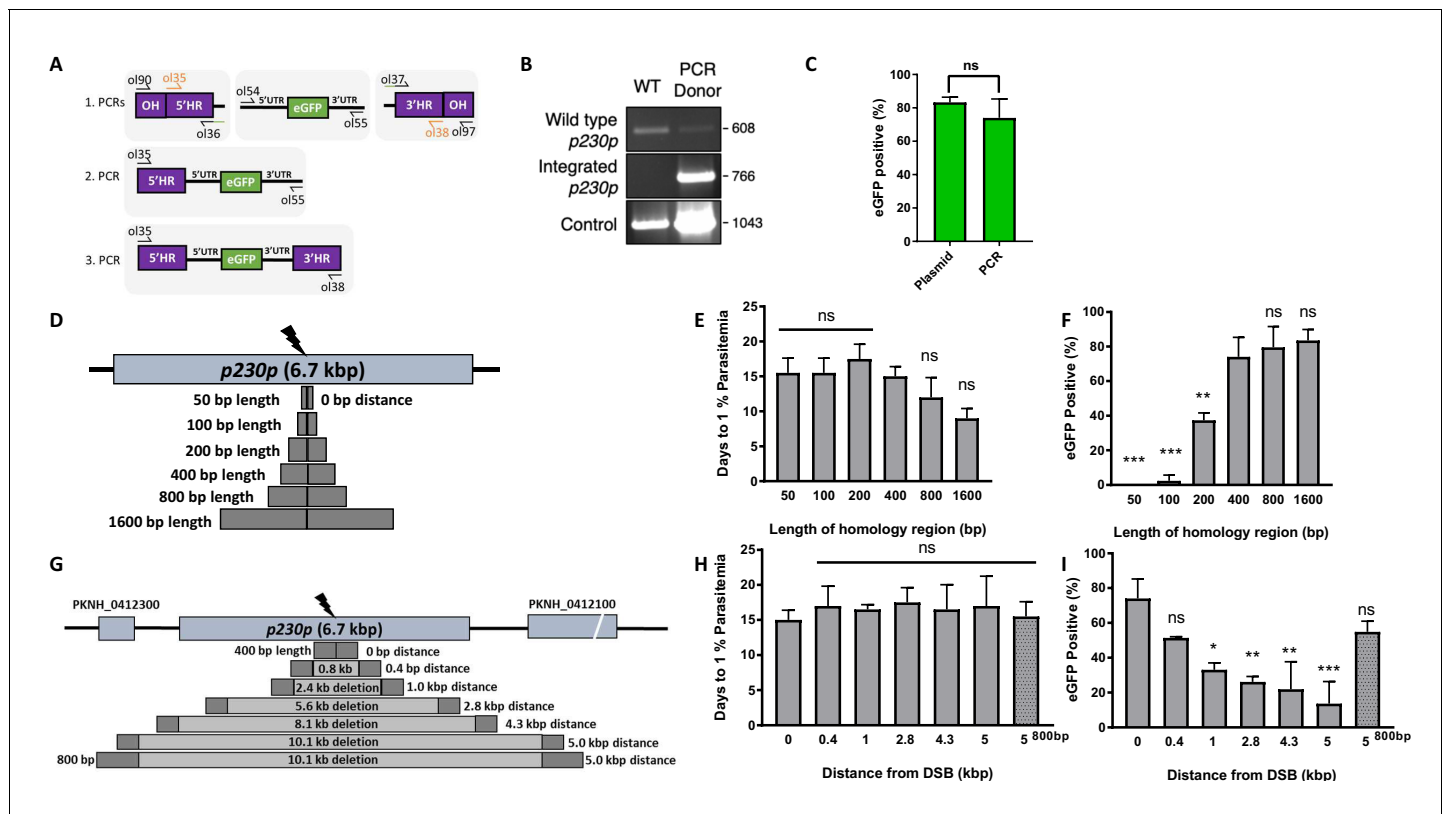 A
1. PCRs
ol90
ol35
OH
5'HR
ol36
ol54
5'UTR
eGFP
3'UTR
ol55
ol37
3'HR
OH
ol38
ol97
2. PCR
ol35
5'HR
5'UTR
eGFP
3'UTR
ol55
3. PCR
ol35
5'HR
5'UTR
eGFP
3'UTR
3'HR
ol38
B
WT
PCR
Donor
Wild type
p230p
608
Integrated
p230p
766
Control
1043
C
ns
eGFP positive (%)
100
80
60
40
20
0
Plasmid
PCR
D
p230p (6.7 kbp)
50 bp length
0 bp distance
100 bp length
200 bp length
400 bp length
800 bp length
1600 bp length
E
Days to 1 % Parasitemia
25
20
15
10
5
0
ns
ns
ns
50 100 200 400 800 1600
Length of homology region (bp)
F
eGFP Positive (%)
100
80
60
40
20
0
***
***
**
ns
ns
50 100 200 400 800 1600
Length of homology region (bp)
G
PKNH_0412300
PKNH_0412100
p230p (6.7 kbp)
400 bp length
0 bp distance
0.8 kb
0.4 bp distance
2.4 kb deletion
1.0 kbp distance
5.6 kb deletion
2.8 kbp distance
8.1 kb deletion
4.3 kbp distance
10.1 kb deletion
5.0 kbp distance
800 bp
10.1 kb deletion
5.0 kbp distance
H
Days to 1 % Parasitemia
25
20
15
10
5
0
ns
0 0.4 1 2.8 4.3 5 5 800bp
Distance from DSB (kbp)
I
eGFP Positive (%)
100
80
60
40
20
0
ns
*
**
**
***
ns
0 0.4 1 2.8 4.3 5 5 800bp
Distance from DSB (kbp)